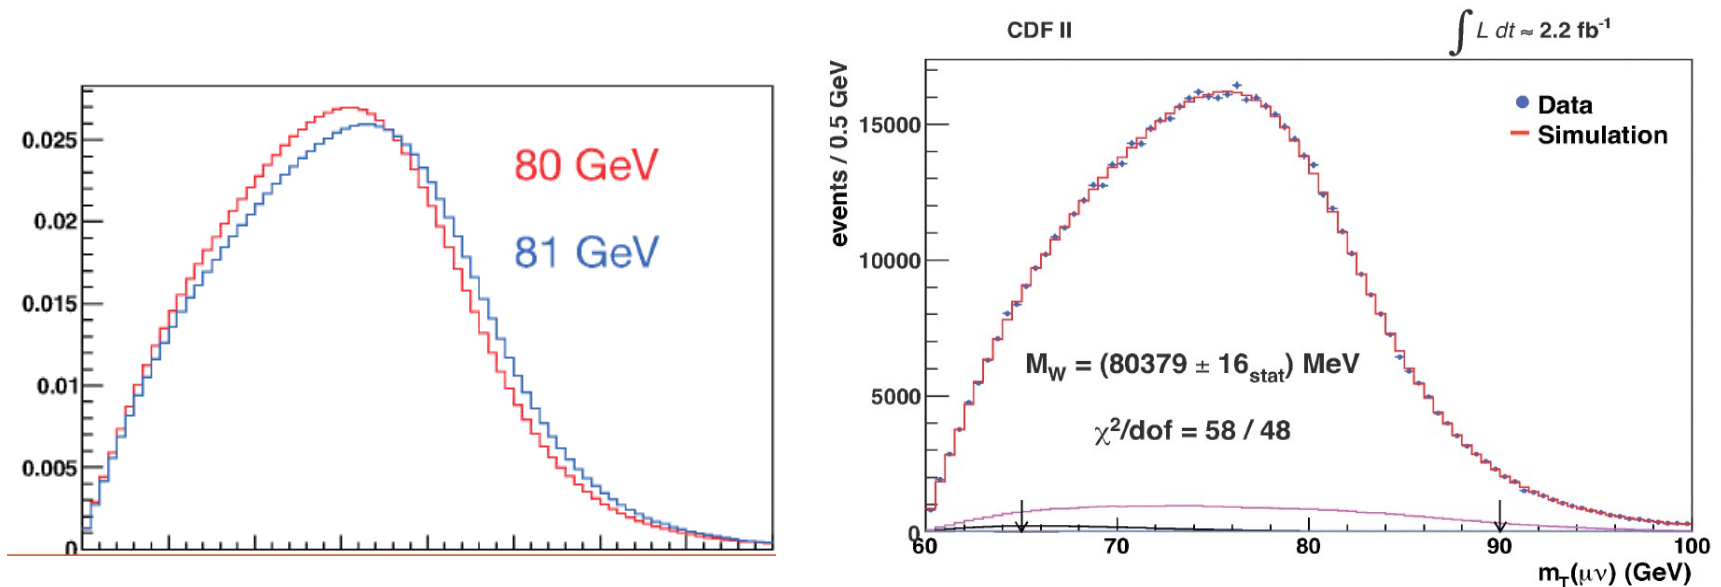 0.025
0.02
0.015
0.01
0.005
0
80 GeV
81 GeV
CDF II
∫ L dt ≈ 2.2 fb⁻¹
events / 0.5 GeV
15000
10000
5000
0
Data
Simulation
M_W = (80379 ± 16_stat) MeV
χ²/dof = 58 / 48
60 70 80 90 100
m_T(μν) (GeV)